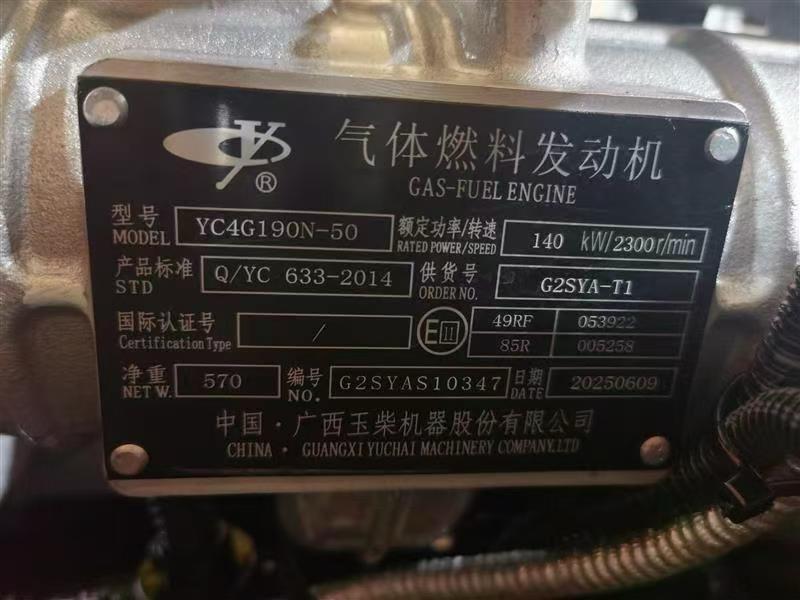 气体燃料发动机
®
GAS-FUEL ENGINE
型号 YC4G190N-50 额定功率/转速 140 kW/2300r/min
MODEL RATED POWER/SPEED
产品标准 Q/YC 633-2014 供货号 G2SYA-T1
STD ORDER NO.
国际认证号 / E11 49RF 053922
Certification Type 85R 005258
净重 570 编号 G2SYAS10347 日期 20250609
NET W. NO. DATE
中国·广西玉柴机器股份有限公司
CHINA · GUANGXI YUCHAI MACHINERY COMPANY.LTD